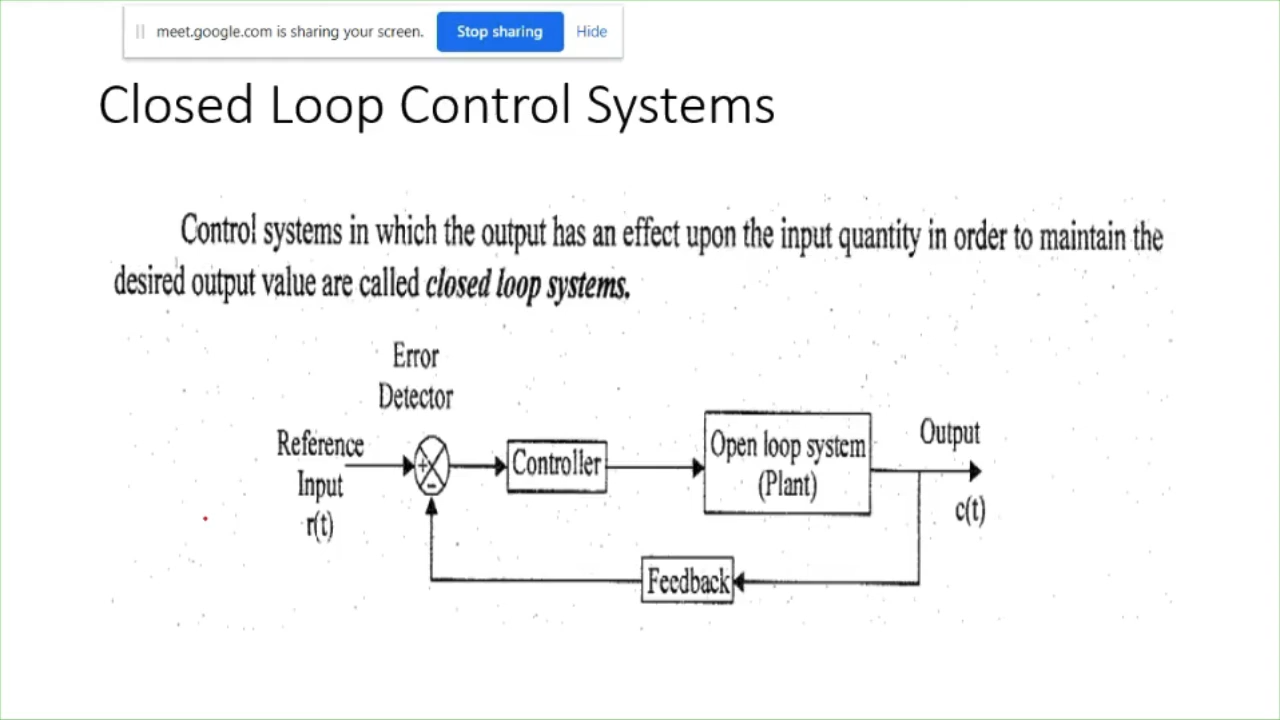 meet.google.com is sharing your screen. Stop sharing Hide
Closed Loop Control Systems
Control systems in which the output has an effect upon the input quantity in order to maintain the
desired output value are called closed loop systems.
Error
Detector
Reference
Input
r(t)
+
-
Controller
Open loop system
(Plant)
Output
c(t)
Feedback